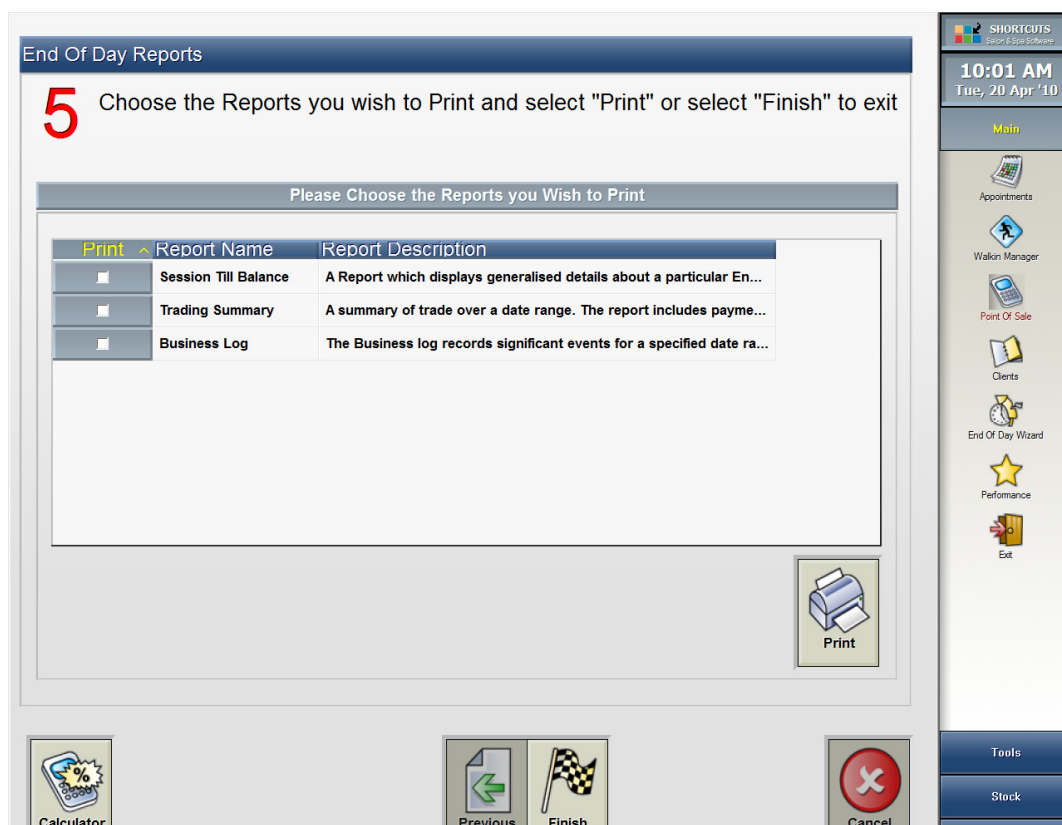 End Of Day Reports
5 Choose the Reports you wish to Print and select "Print" or select "Finish" to exit
Please Choose the Reports you Wish to Print
Print Report Name Report Description
Session Till Balance A Report which displays generalised details about a particular En...
Trading Summary A summary of trade over a date range. The report includes payme...
Business Log The Business log records significant events for a specified date ra...
Print
Calculator
Previous
Finish
Cancel
SHORTCUTS
Salon & Spa Software
10:01 AM
Tue, 20 Apr '10
Main
Appointments
Walkin Manager
Point Of Sale
Clients
End Of Day Wizard
Performance
Exit
Tools
Stock